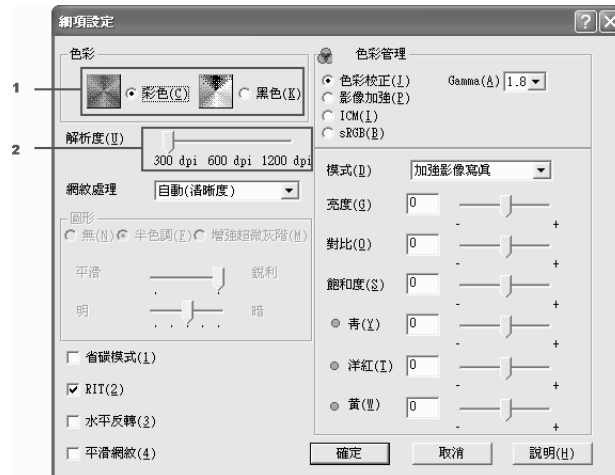 細項設定
色彩
1
彩色(C)
黑色(K)
解析度(U)
2
300 dpi 600 dpi 1200 dpi
網紋處理
自動(清晰度)
圖形
無(N) 半色調(F) 增強超微灰階(M)
平滑
銳利
明
暗
省碳模式(1)
RIT(2)
水平反轉(3)
平滑網紋(4)
色彩管理
色彩校正(J)
Gamma(A)
1.8
影像加強(P)
ICM(I)
sRGB(B)
模式(D)
加強影像寫真
亮度(G)
0
- +
對比(O)
0
- +
飽和度(S)
0
- +
青(Y)
0
- +
洋紅(T)
0
- +
黃(W)
0
- +
確定
取消
說明(H)